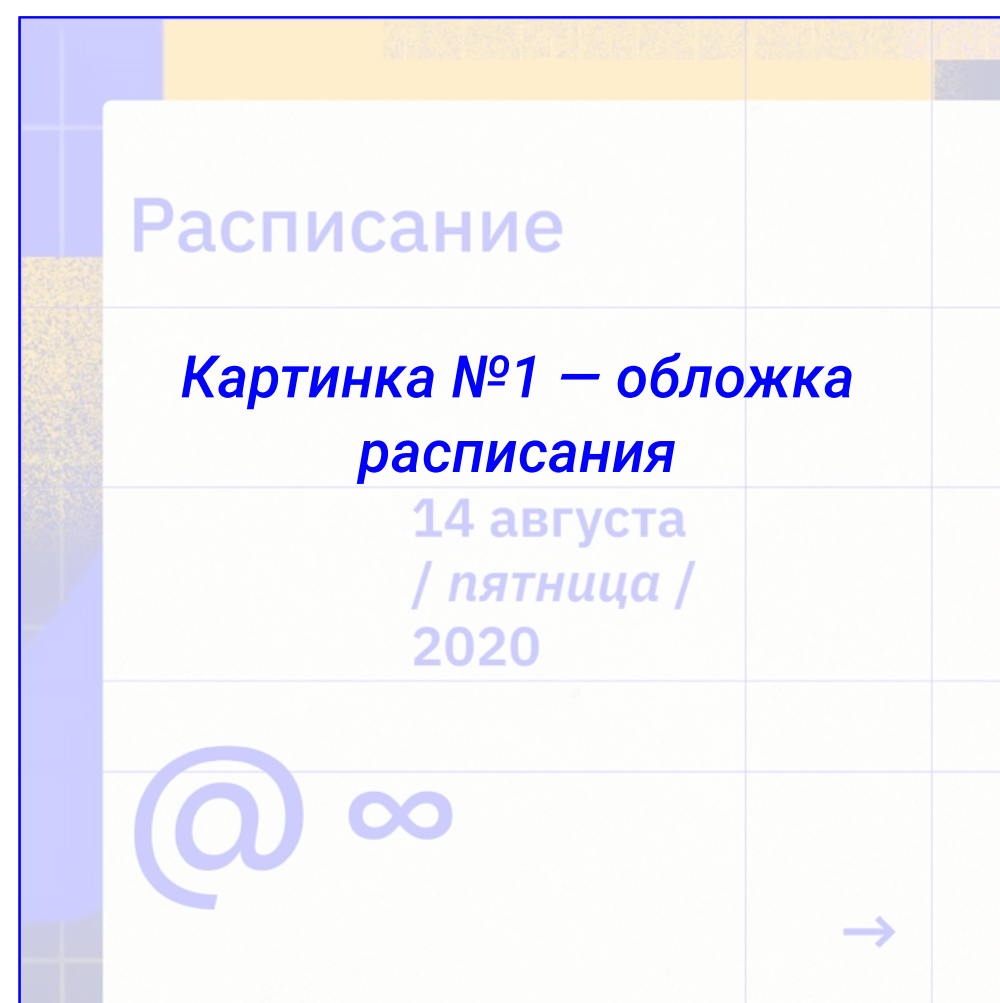 Расписание
Картинка №1 — обложка
расписания
14 августа
/ пятница /
2020
@ ∞
→